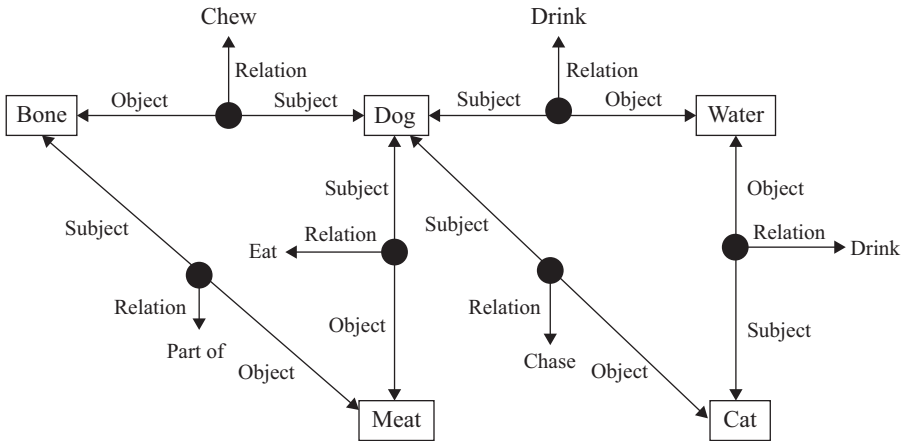 Chew
Drink
Relation
Relation
Object
Subject
Subject
Object
Bone
Dog
Water
Subject
Object
Subject
Subject
Relation
Relation
Eat
Drink
Relation
Relation
Object
Subject
Part of
Chase
Object
Object
Meat
Cat